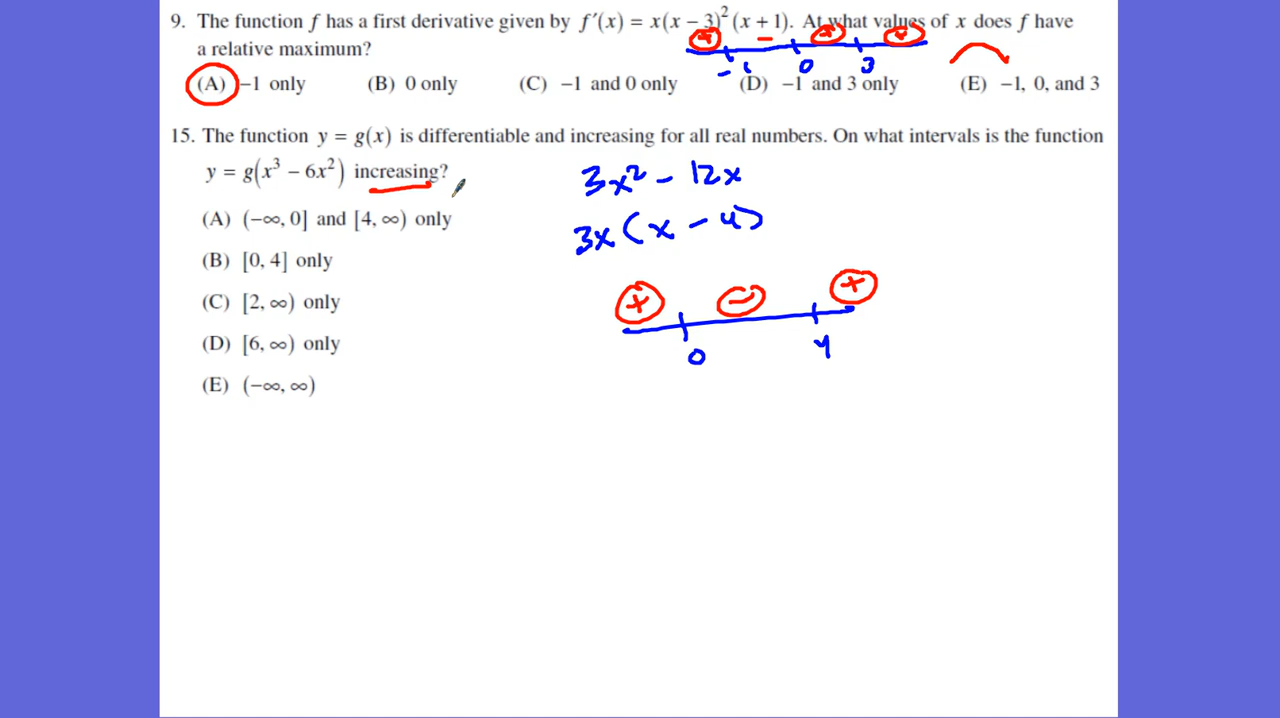 9. The function f has a first derivative given by f′(x) = x(x − 3)²(x + 1). At what values of x does f have
a relative maximum?
+ − + +
−1 0 3
(A) −1 only (B) 0 only (C) −1 and 0 only (D) −1 and 3 only (E) −1, 0, and 3
15. The function y = g(x) is differentiable and increasing for all real numbers. On what intervals is the function
y = g(x³ − 6x²) increasing?
3x² − 12x
(A) (−∞, 0] and [4, ∞) only
3x(x − 4)
(B) [0, 4] only
(C) [2, ∞) only
+ − +
(D) [6, ∞) only
0 4
(E) (−∞, ∞)